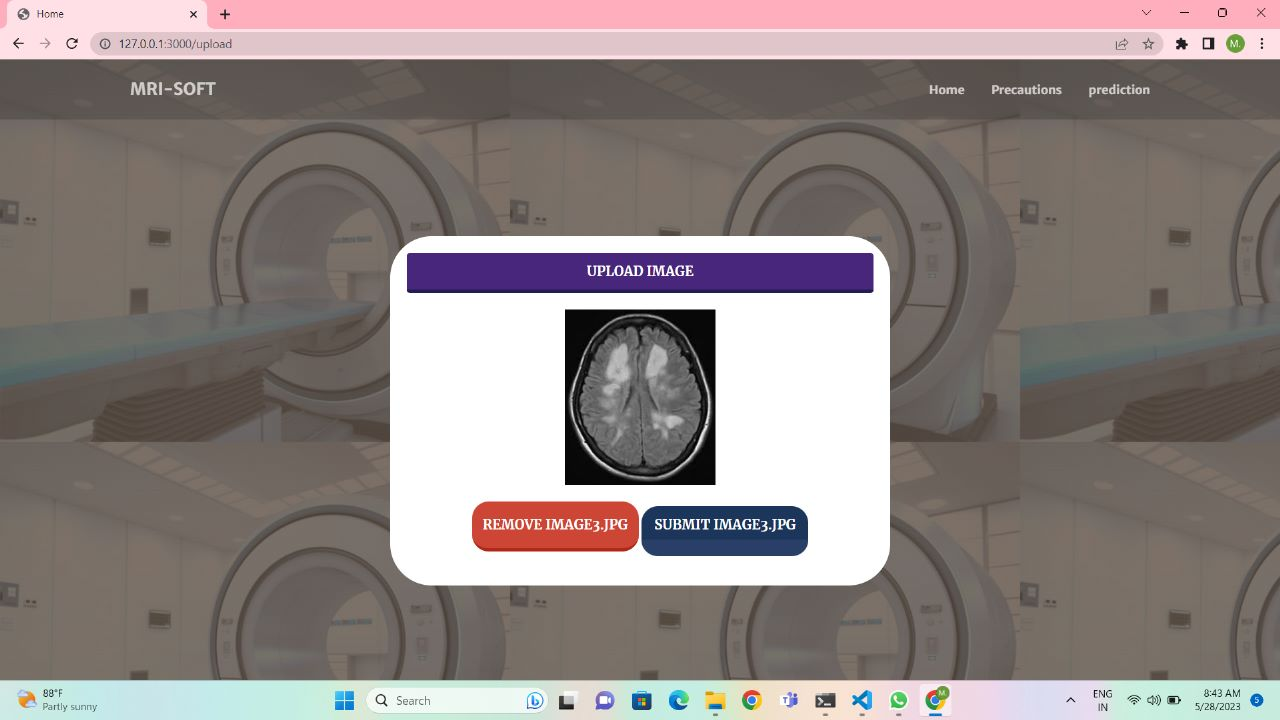 Home
127.0.0.1:3000/upload
M.
MRI-SOFT
Home Precautions prediction
UPLOAD IMAGE
REMOVE IMAGE3.JPG
SUBMIT IMAGE3.JPG
88°F
Partly sunny
Search
M
ENG
IN
8:43 AM
5/28/2023
5